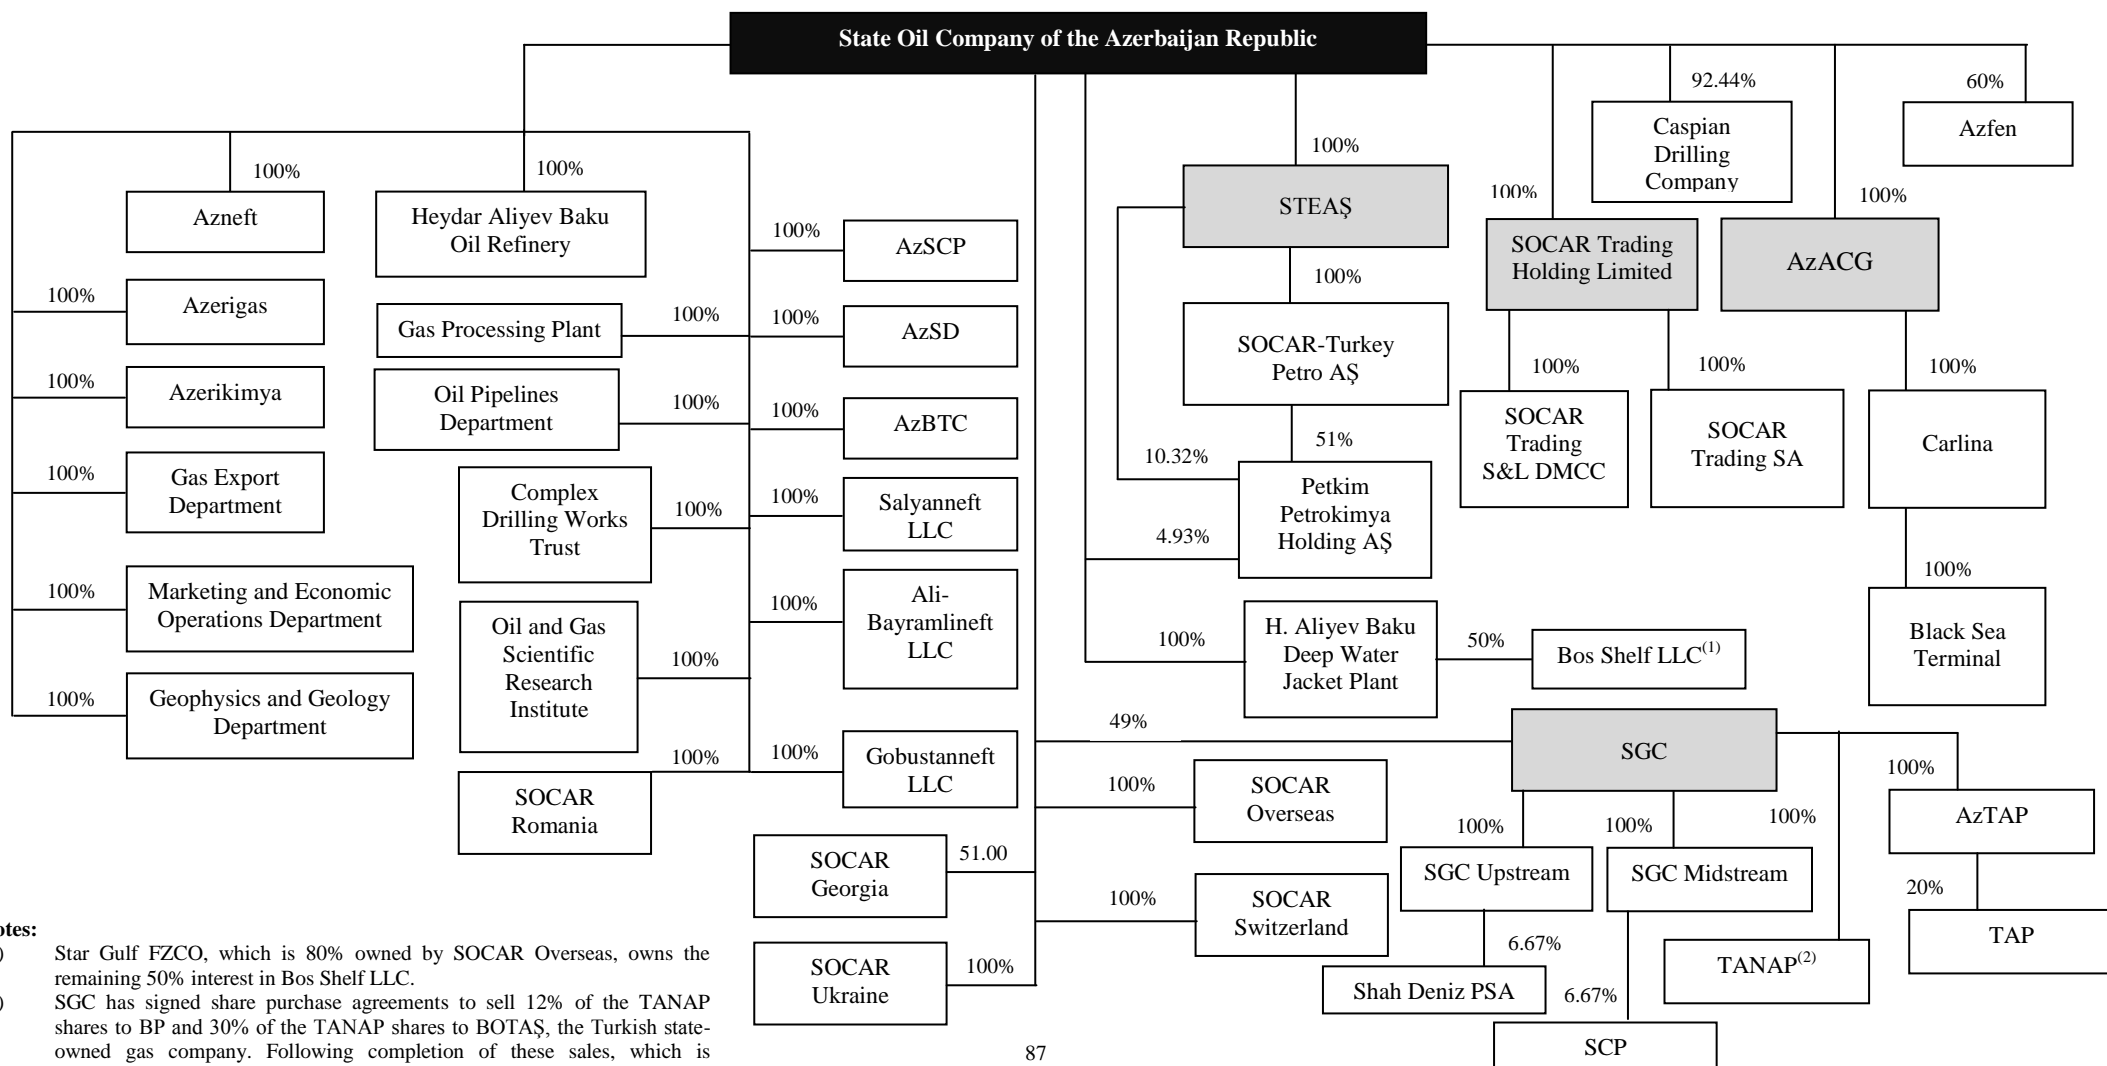 State Oil Company of the Azerbaijan Republic
92.44%
60%
Caspian
Drilling
Company
Azfen
100%
100%
100%
100%
100%
Azneft
Heydar Aliyev Baku
Oil Refinery
100%
AzSCP
STEAŞ
SOCAR Trading
Holding Limited
AzACG
100%
Azerigas
Gas Processing Plant
100%
100%
AzSD
100%
SOCAR-Turkey
Petro AŞ
100%
100%
100%
100%
Azerikimya
Oil Pipelines
Department
100%
100%
AzBTC
SOCAR
Trading
S&L DMCC
SOCAR
Trading SA
Carlina
51%
10.32%
100%
Gas Export
Department
Complex
Drilling Works
Trust
100%
100%
Salyanneft
LLC
Petkim
Petrokimya
Holding AŞ
4.93%
100%
100%
Marketing and Economic
Operations Department
Oil and Gas
Scientific
Research
Institute
100%
100%
Ali-
Bayramlineft
LLC
100%
H. Aliyev Baku
Deep Water
Jacket Plant
50%
Bos Shelf LLC(1)
Black Sea
Terminal
100%
Geophysics and Geology
Department
49%
SGC
100%
SOCAR
Romania
100%
Gobustanneft
LLC
100%
SOCAR
Overseas
100%
AzTAP
100%
100%
100%
SOCAR
Georgia
51.00
SGC Upstream
SGC Midstream
20%
100%
SOCAR
Switzerland
TAP
6.67%
TANAP(2)
SOCAR
Ukraine
100%
Shah Deniz PSA
6.67%
SCP
otes:
) Star Gulf FZCO, which is 80% owned by SOCAR Overseas, owns the
remaining 50% interest in Bos Shelf LLC.
) SGC has signed share purchase agreements to sell 12% of the TANAP
shares to BP and 30% of the TANAP shares to BOTAŞ, the Turkish state-
owned gas company. Following completion of these sales, which is
87